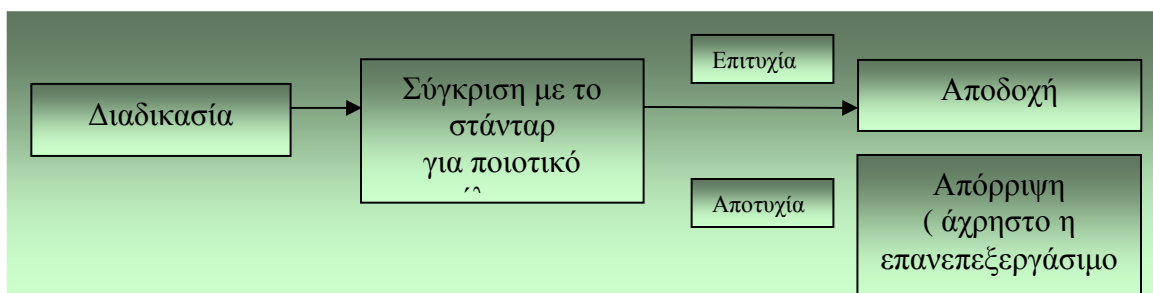 Διαδικασία
Σύγκριση με το
στάνταρ
για ποιοτικό
Επιτυχία
Αποδοχή
Αποτυχία
Απόρριψη
( άχρηστο η
επανεπεξεργάσιμο